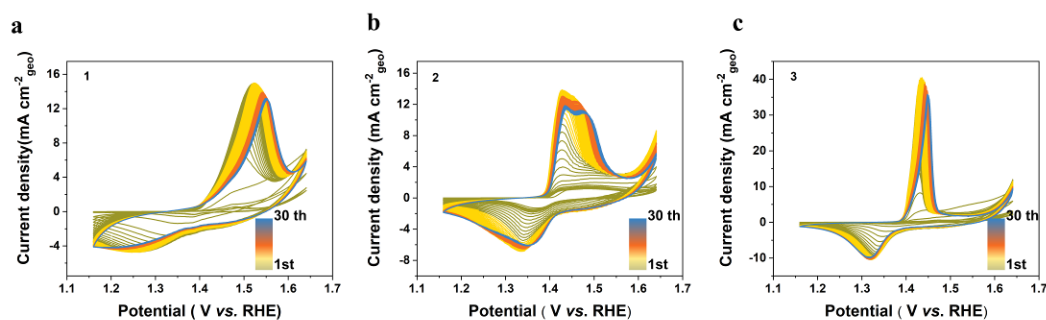 a
1
Current density(mA cm⁻²geo)
16
12
8
4
0
-4
30 th
1st
1.1 1.2 1.3 1.4 1.5 1.6 1.7
Potential ( V vs. RHE)
b
2
Current density (mA cm⁻²geo)
16
12
8
4
0
-4
-8
30 th
1st
1.1 1.2 1.3 1.4 1.5 1.6 1.7
Potential ( V vs. RHE)
c
3
Current density (mA cm⁻²geo)
40
30
20
10
0
-10
30 th
1st
1.1 1.2 1.3 1.4 1.5 1.6 1.7
Potential ( V vs. RHE)